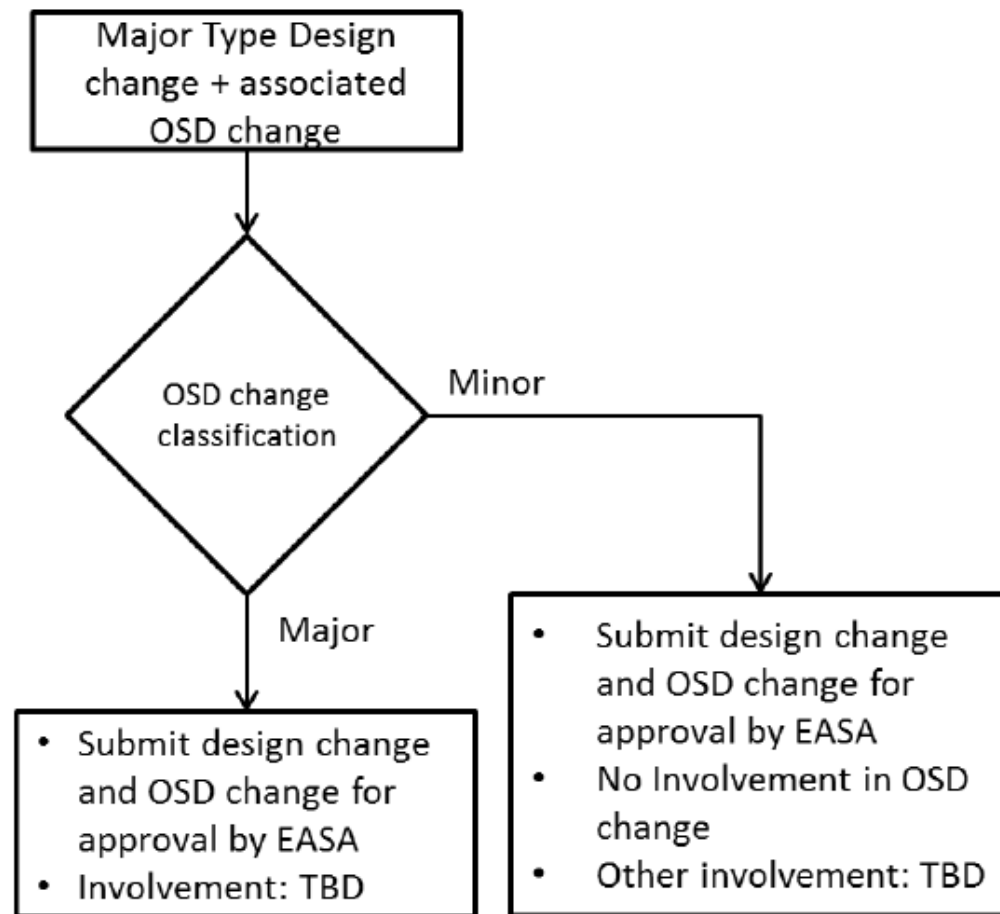 Major Type Design
change + associated
OSD change
OSD change
classification
Minor
Major
• Submit design change
and OSD change for
approval by EASA
• Involvement: TBD
• Submit design change
and OSD change for
approval by EASA
• No Involvement in OSD
change
• Other involvement: TBD